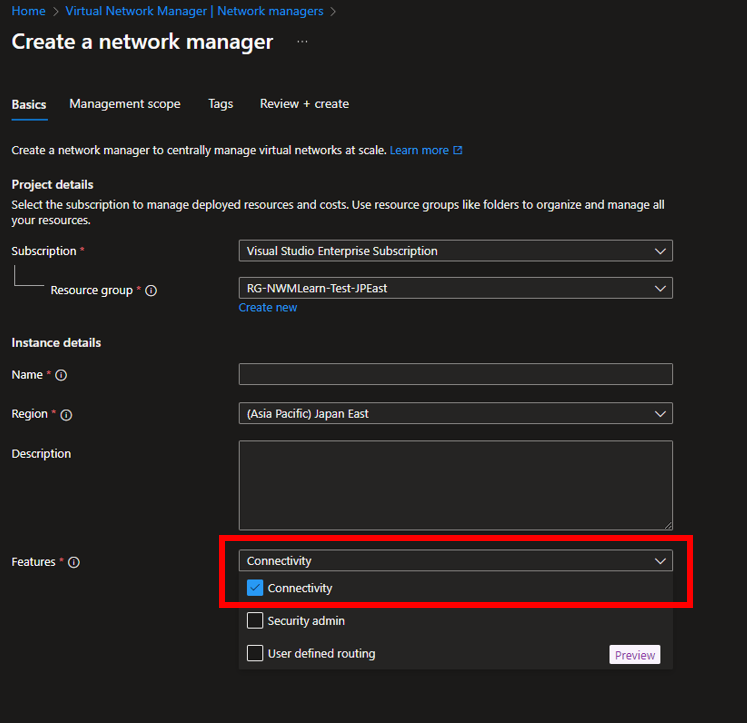 Home > Virtual Network Manager | Network managers >
Create a network manager ...
Basics Management scope Tags Review + create
Create a network manager to centrally manage virtual networks at scale. Learn more
Project details
Select the subscription to manage deployed resources and costs. Use resource groups like folders to organize and manage all
your resources.
Subscription * Visual Studio Enterprise Subscription
Resource group * RG-NWMLearn-Test-JPEast
Create new
Instance details
Name *
Region * (Asia Pacific) Japan East
Description
Features * Connectivity
Connectivity
Security admin
User defined routing Preview